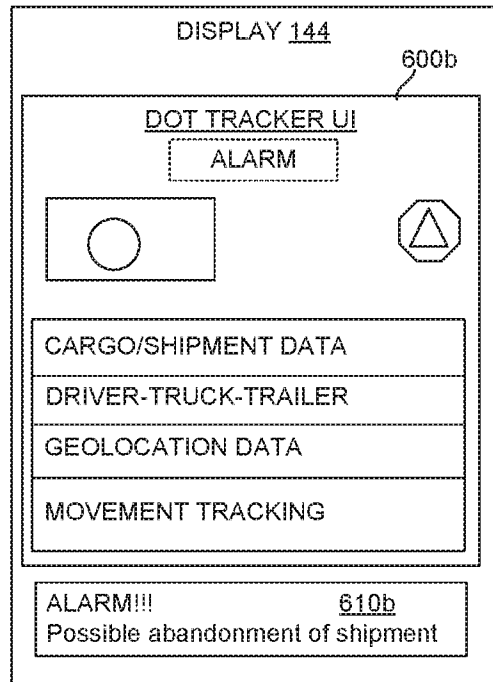 DISPLAY 144
600b
DOT TRACKER UI
ALARM
CARGO/SHIPMENT DATA
DRIVER-TRUCK-TRAILER
GEOLOCATION DATA
MOVEMENT TRACKING
ALARM!!! 610b
Possible abandonment of shipment